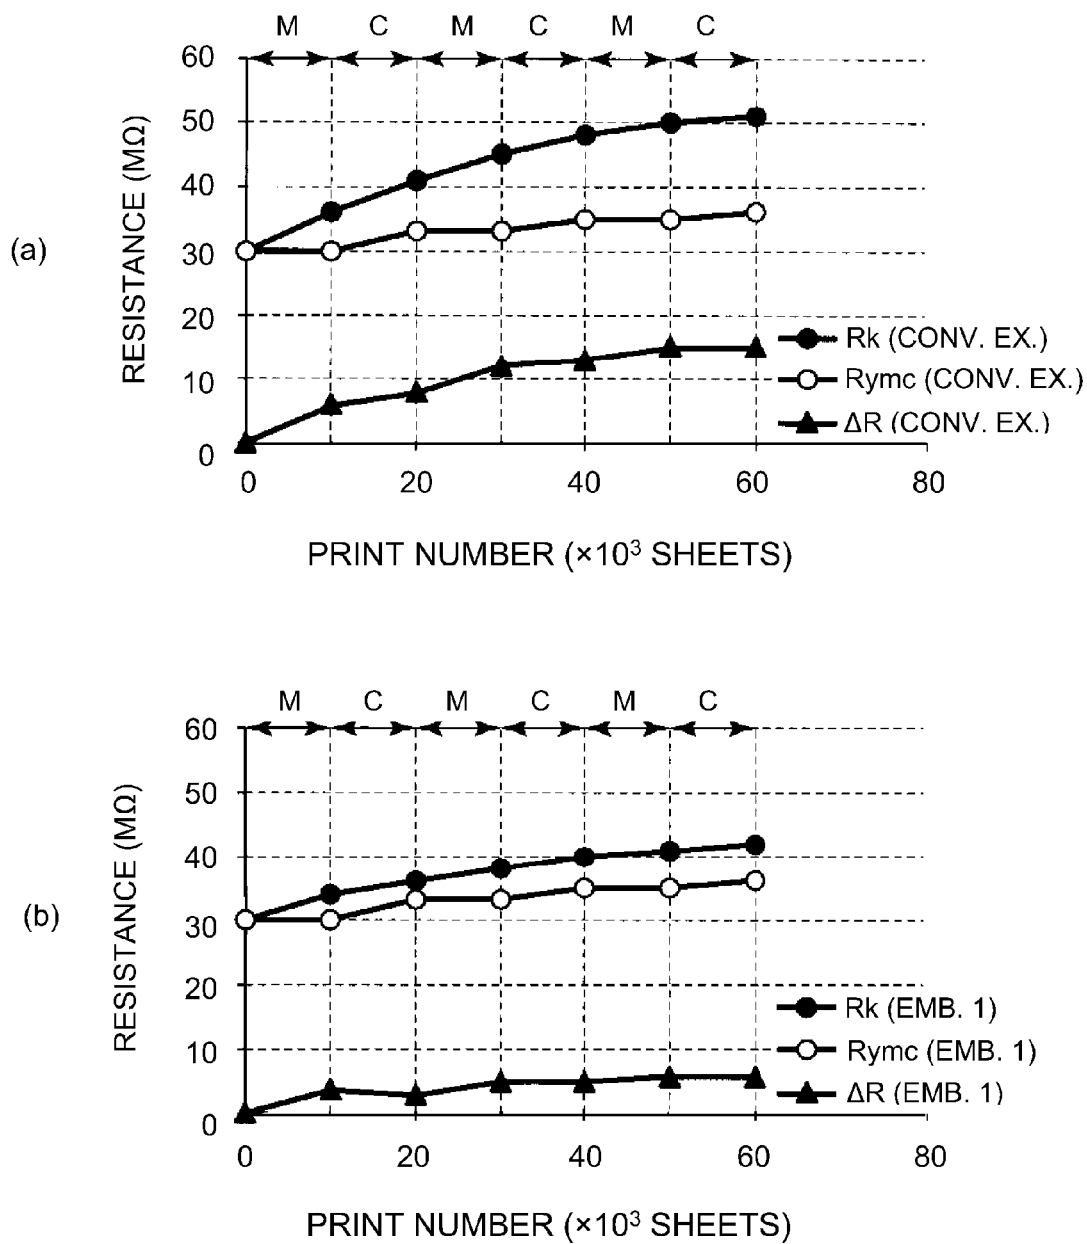 M C M C M C
60
50
40
30
20
10
0
RESISTANCE (MΩ)
(a)
Rk (CONV. EX.)
Rymc (CONV. EX.)
ΔR (CONV. EX.)
0 20 40 60 80
PRINT NUMBER (×10³ SHEETS)
M C M C M C
60
50
40
30
20
10
0
RESISTANCE (MΩ)
(b)
Rk (EMB. 1)
Rymc (EMB. 1)
ΔR (EMB. 1)
0 20 40 60 80
PRINT NUMBER (×10³ SHEETS)